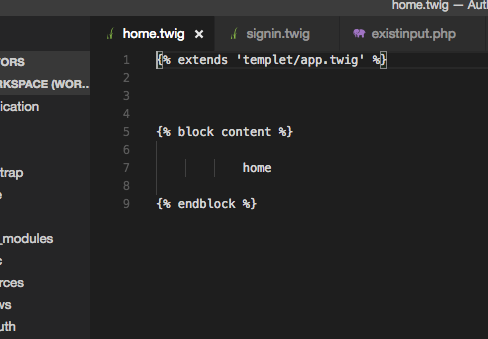 home.twig — Aut
home.twig × signin.twig existinput.php
TORS
RKSPACE (WOR...
ication
trap
e
_modules
c
rces
ws
uth
1 {% extends 'templet/app.twig' %}
2
3
4
5 {% block content %}
6
7 home
8
9 {% endblock %}